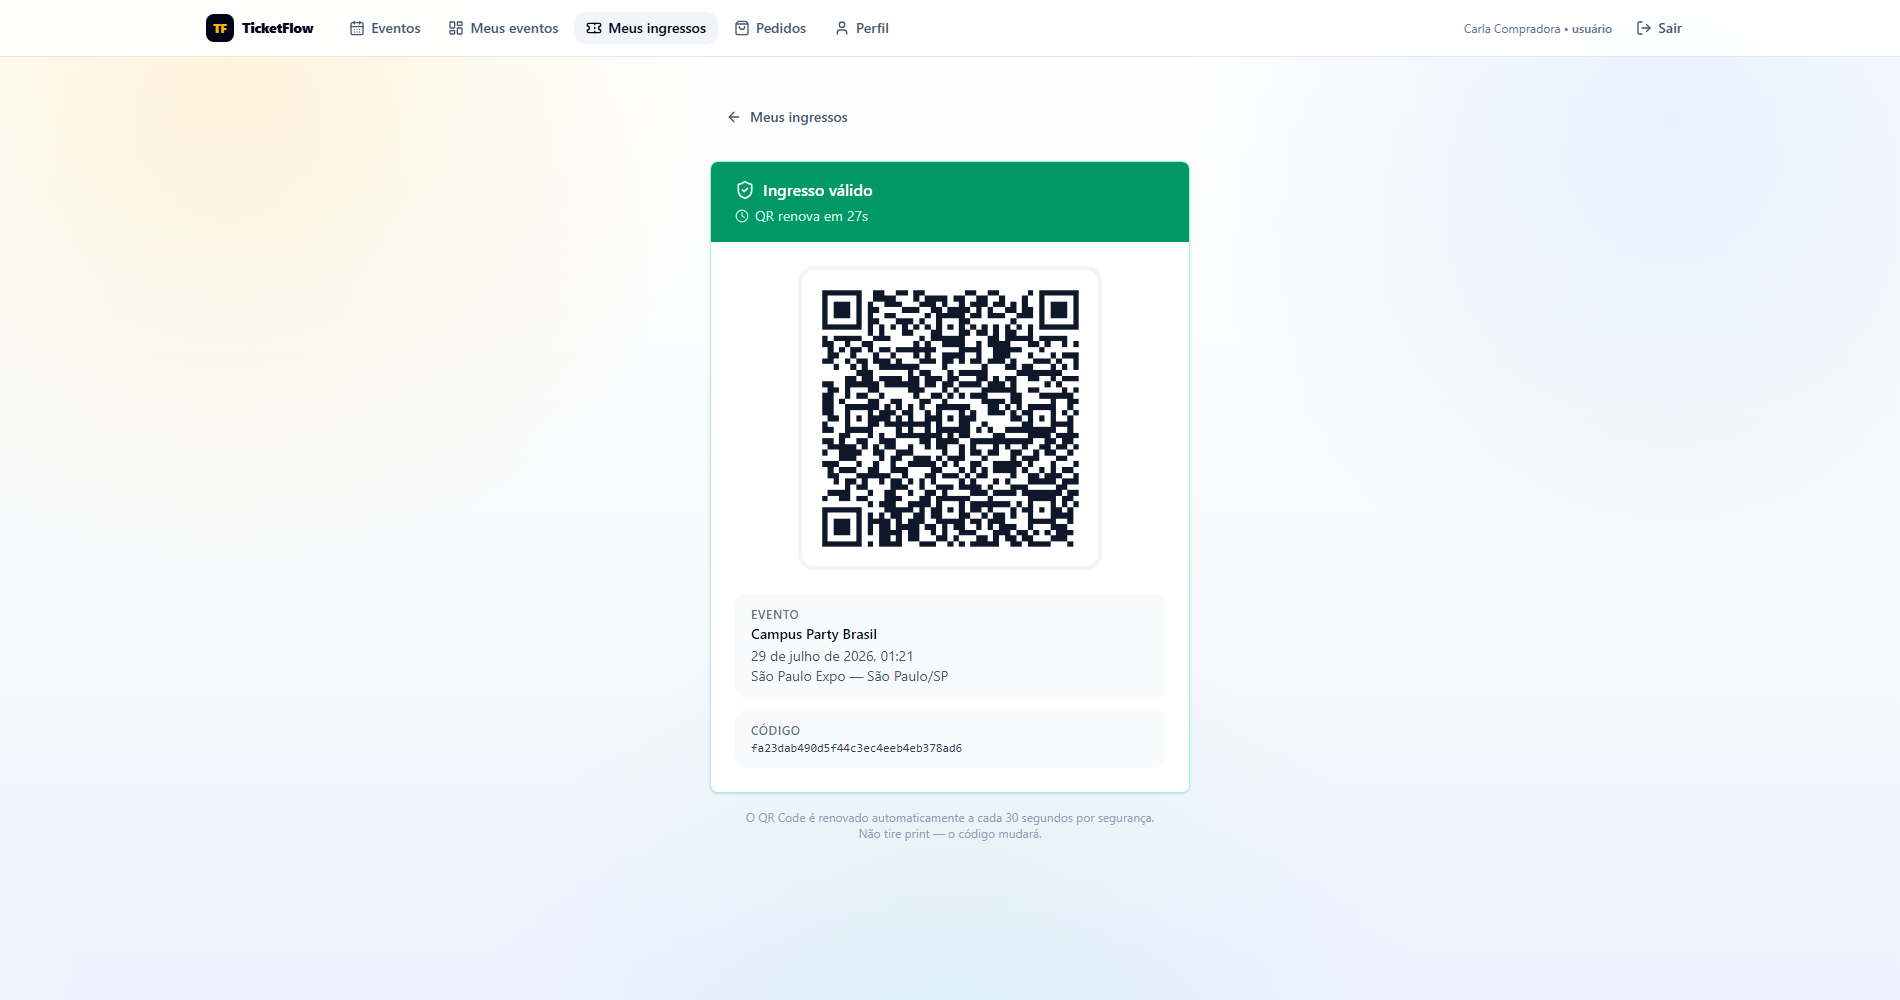 TF TicketFlow Eventos Meus eventos Meus ingressos Pedidos Perfil Carla Compradora • usuário Sair
Meus ingressos
Ingresso válido
QR renova em 27s
EVENTO
Campus Party Brasil
29 de julho de 2026, 01:21
São Paulo Expo — São Paulo/SP
CÓDIGO
fa23dab490d5f44c3ec4eeb4eb378ad6
O QR Code é renovado automaticamente a cada 30 segundos por segurança.
Não tire print — o código mudará.